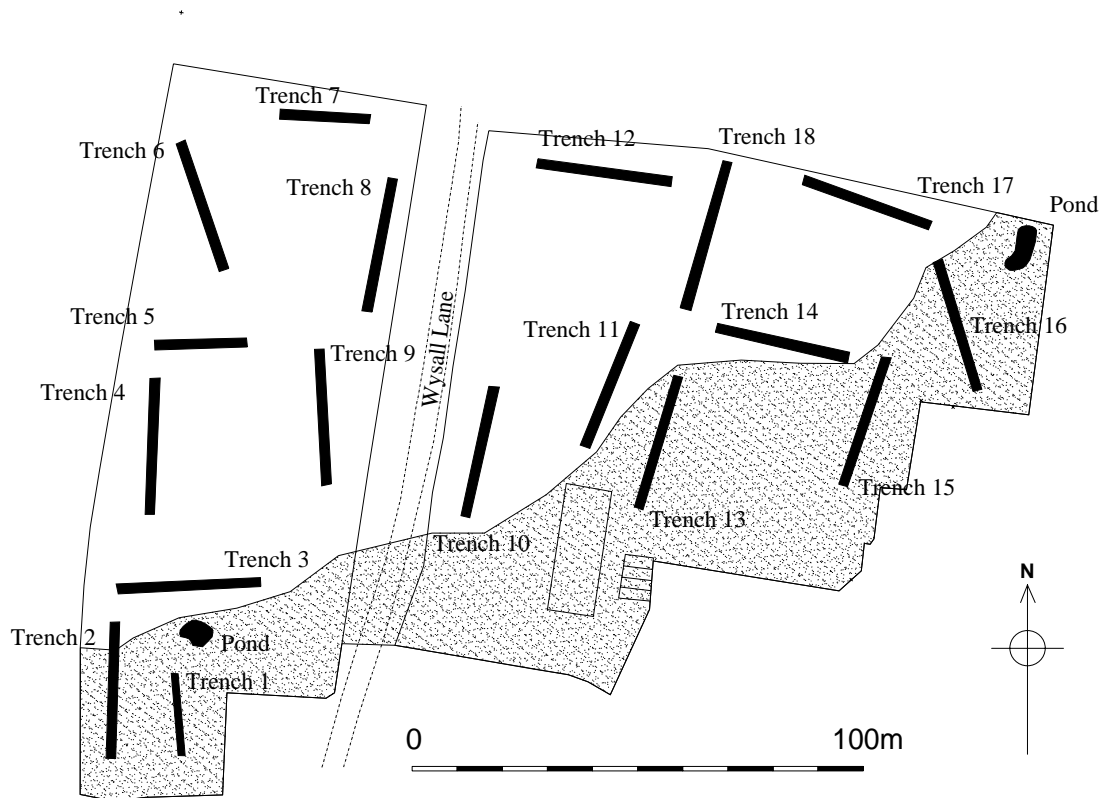 Trench 7
Trench 6
Trench 12
Trench 18
Trench 8
Trench 17
Pond
Trench 5
Trench 11
Trench 14
Trench 16
Wysall Lane
Trench 9
Trench 4
Trench 15
Trench 13
Trench 10
Trench 3
N
Trench 2
Pond
Trench 1
0
100m